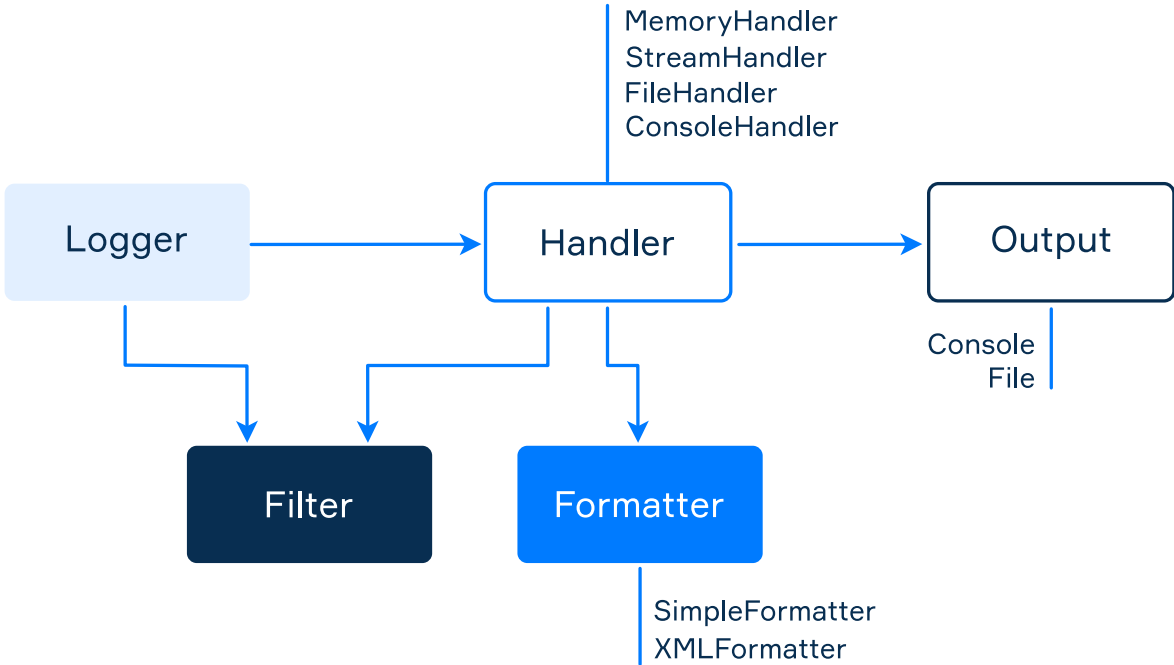 MemoryHandler
StreamHandler
FileHandler
ConsoleHandler
Logger
Handler
Output
Console
File
Filter
Formatter
SimpleFormatter
XMLFormatter